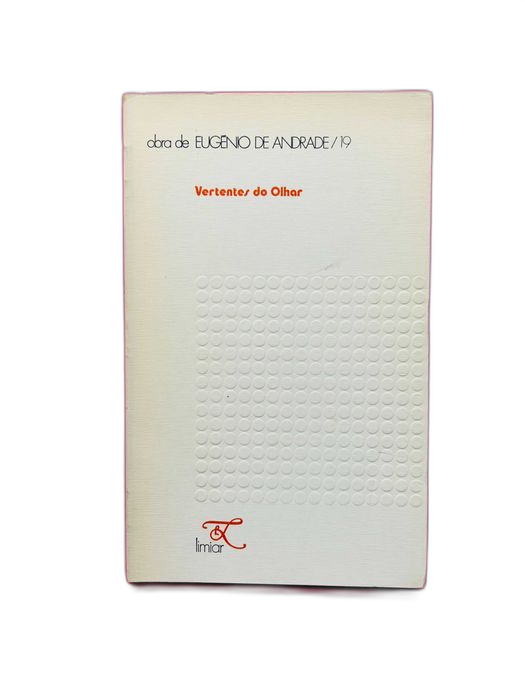 obra de EUGÉNIO DE ANDRADE/19
Vertentes do Olhar
limiar